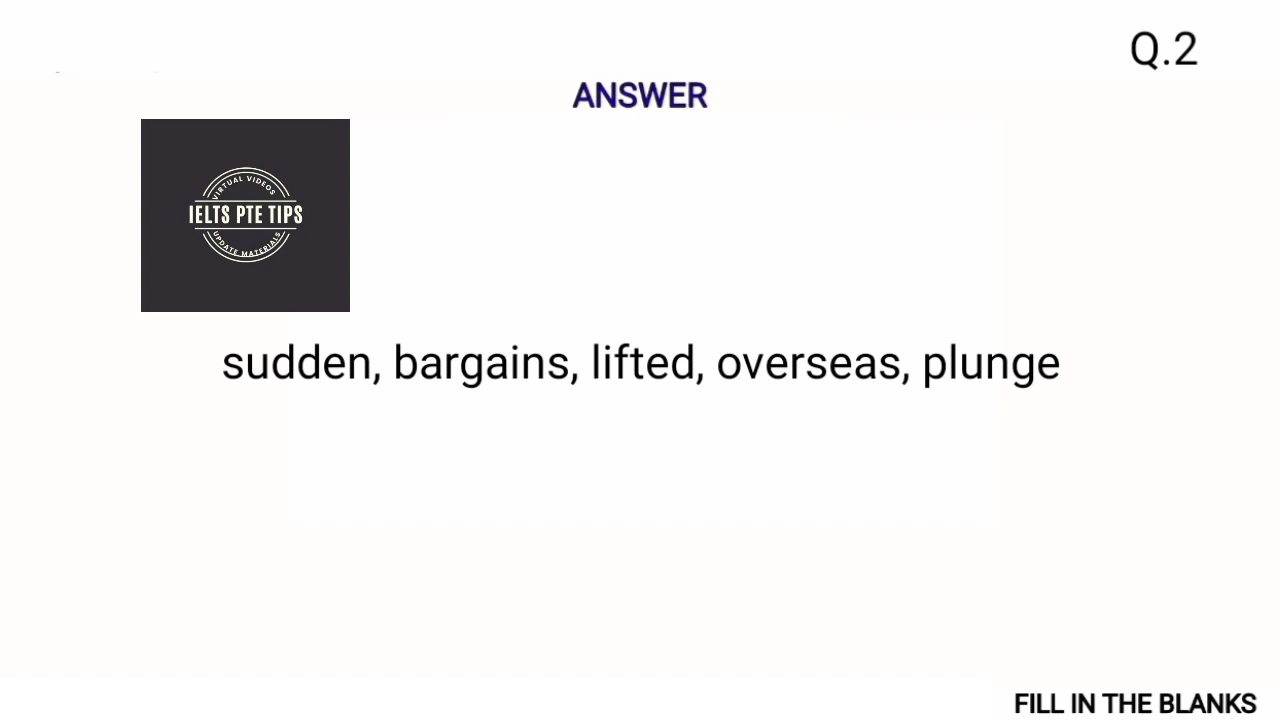 Q.2
ANSWER
VIRTUAL VIDEOS
IELTS PTE TIPS
UPDATE MATERIALS
sudden, bargains, lifted, overseas, plunge
FILL IN THE BLANKS